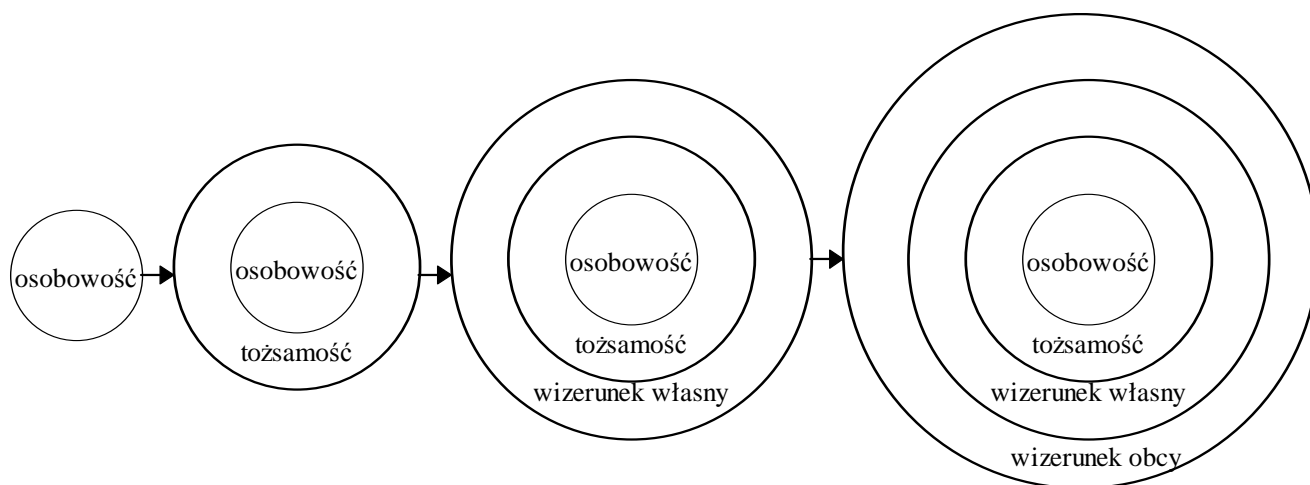 osobowość
osobowość
tożsamość
osobowość
tożsamość
wizerunek własny
osobowość
tożsamość
wizerunek własny
wizerunek obcy